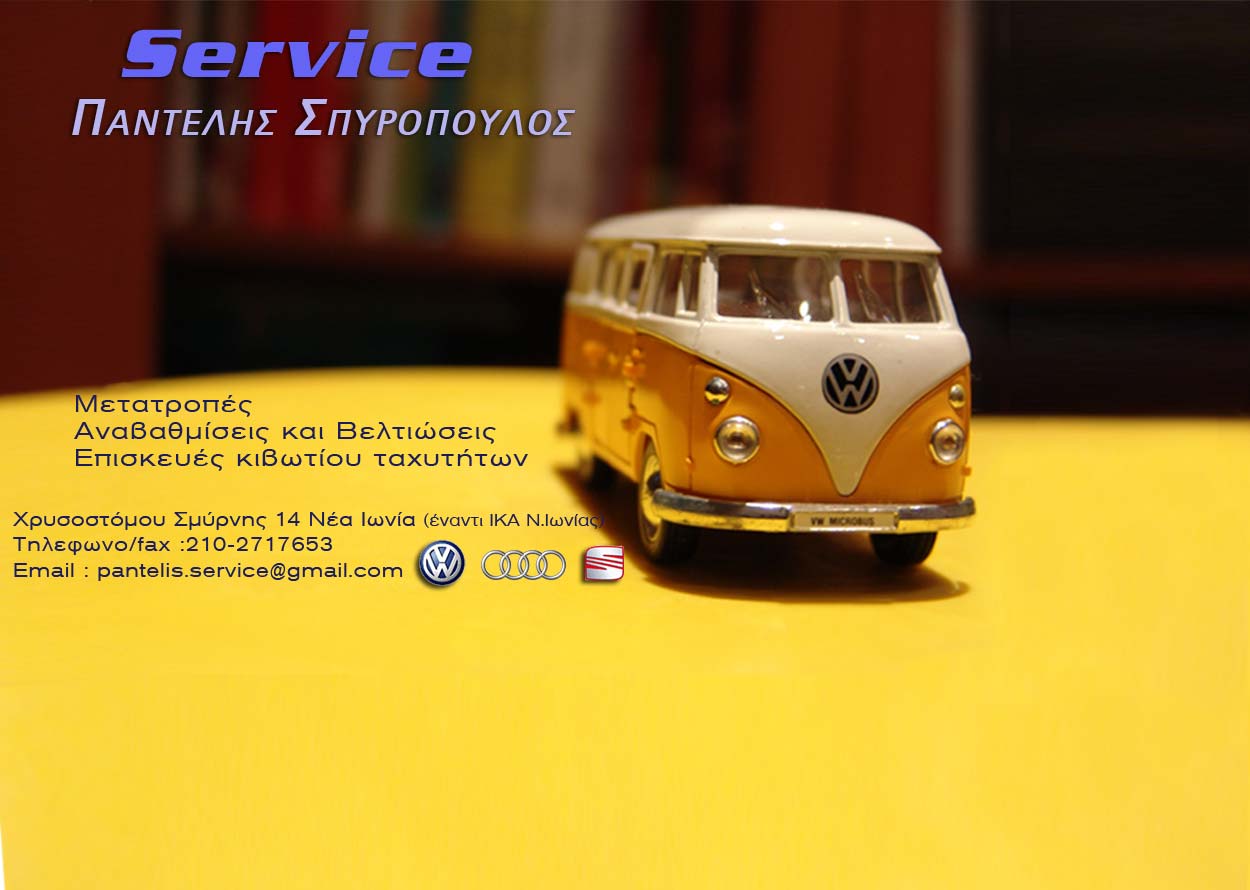 Service
ΠΑΝΤΕΛΗΣ ΣΠΥΡΟΠΟΥΛΟΣ
Μετατροπές
Αναβαθμίσεις και Βελτιώσεις
Επισκευές κιβωτίου ταχυτήτων
VW MICROBUS
Χρυσοστόμου Σμύρνης 14 Νέα Ιωνία (έναντι ΙΚΑ Ν.Ιωνίας)
Τηλεφωνο/fax :210-2717653
Email : pantelis.service@gmail.com